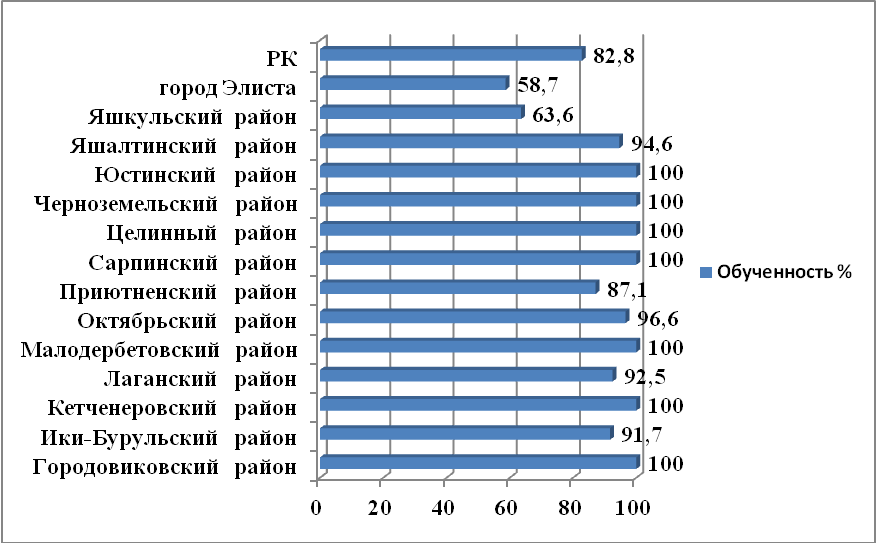 РК 82,8
город Элиста 58,7
Яшкульский район 63,6
Яшалтинский район 94,6
Юстинский район 100
Черноземельский район 100
Целинный район 100
Сарпинский район 100
Обученность %
Приютненский район 87,1
Октябрьский район 96,6
Малодербетовский район 100
Лаганский район 92,5
Кетченеровский район 100
Ики-Бурульский район 91,7
Городовиковский район 100
0 20 40 60 80 100